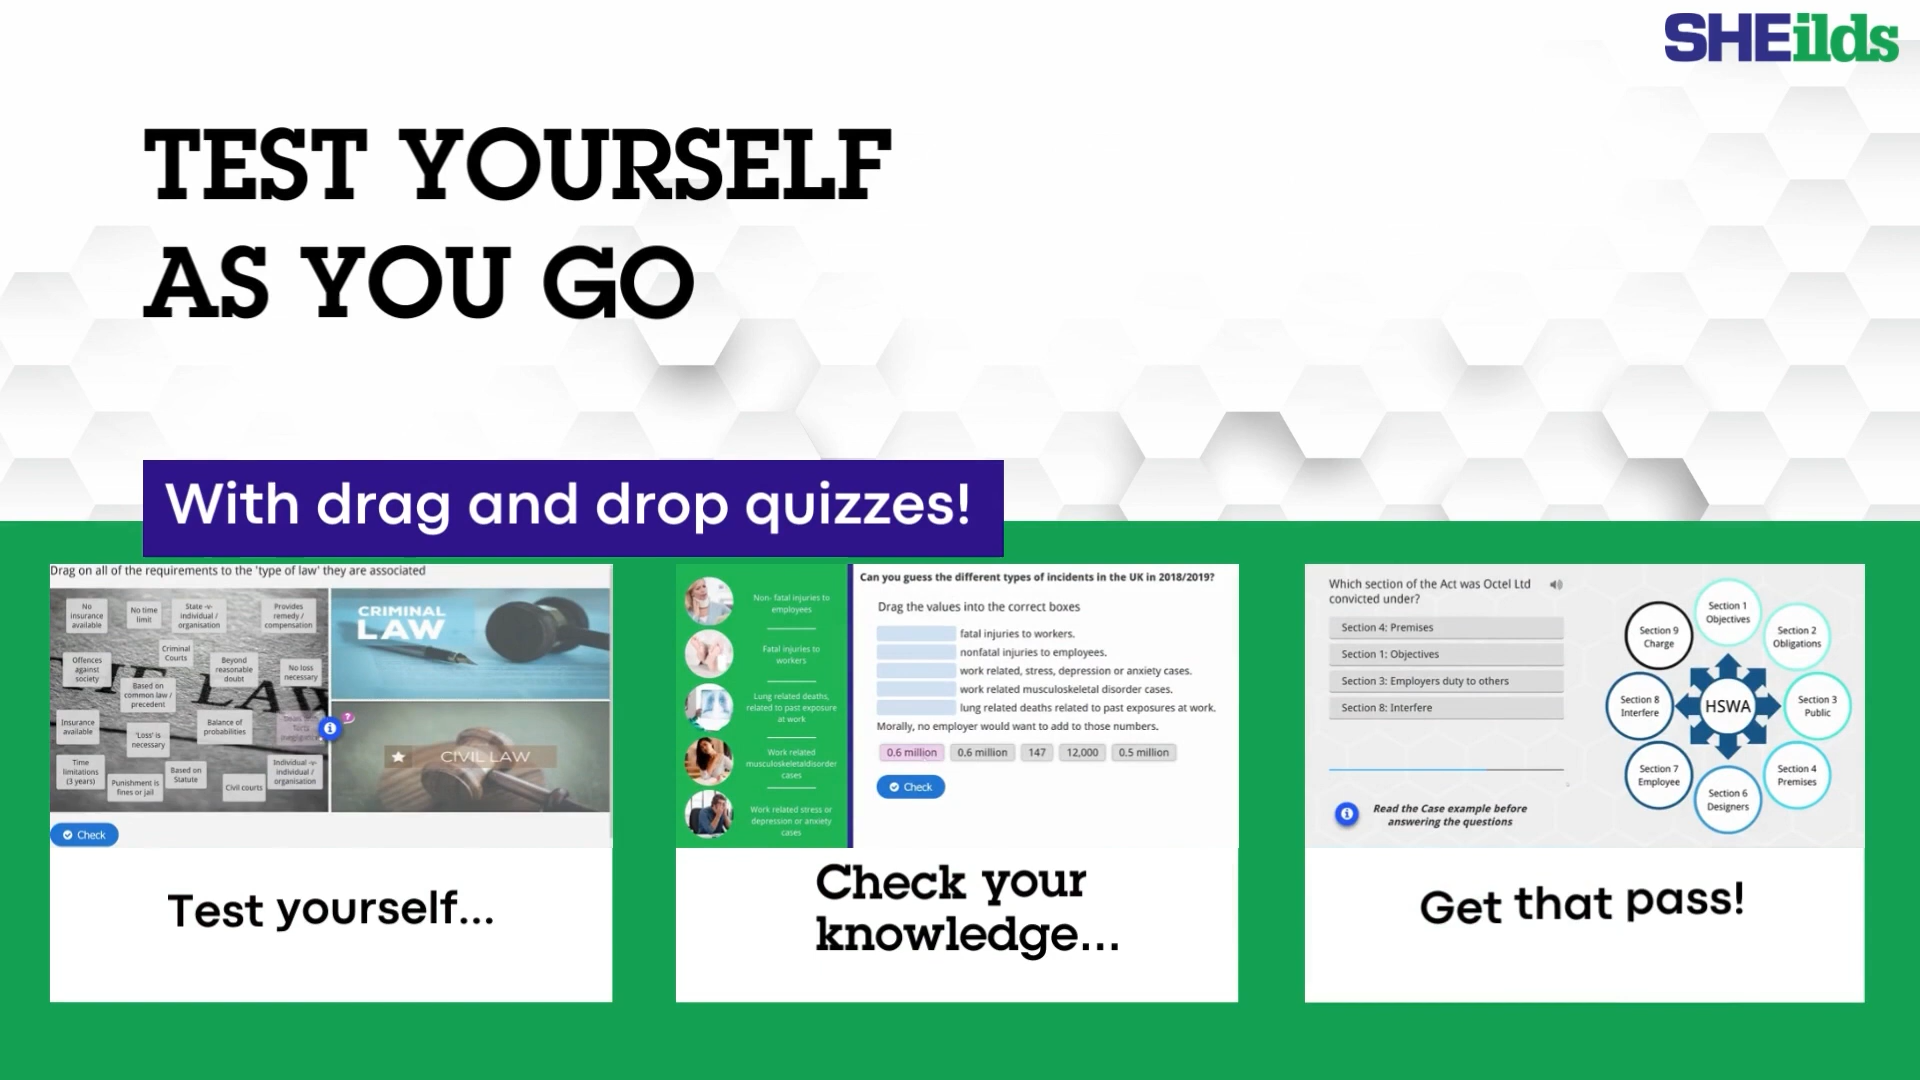 SHEilds
TEST YOURSELF
AS YOU GO
With drag and drop quizzes!
Drag on all of the requirements to the 'type of law' they are associated
No
insurance
available
No time
limit
State -v-
individual /
organisation
Provides
remedy /
compensation
Criminal
Courts
Offences
against
society
Beyond
reasonable
doubt
No loss
necessary
Based on
common law /
precedent
Insurance
available
'Loss' is
necessary
Balance of
probabilities
Time
limitations
(3 years)
Punishment is
fines or jail
Based on
Statute
Civil courts
Individual -v-
individual /
organisation
CRIMINAL
LAW
CIVIL LAW
Check
Test yourself...
Non- fatal injuries to
employees
Fatal injuries to
workers
Lung related deaths,
related to past exposure
at work
Work related
musculoskeletaldisorder
cases
Work related stress or
depression or anxiety
cases
Can you guess the different types of incidents in the UK in 2018/2019?
Drag the values into the correct boxes
fatal injuries to workers.
nonfatal injuries to employees.
work related, stress, depression or anxiety cases.
work related musculoskeletal disorder cases.
lung related deaths related to past exposures at work.
Morally, no employer would want to add to those numbers.
0.6 million 0.6 million 147 12,000 0.5 million
Check
Check your
knowledge...
Which section of the Act was Octel Ltd
convicted under?
Section 4: Premises
Section 1: Objectives
Section 3: Employers duty to others
Section 8: Interfere
Read the Case example before
answering the questions
Section 1
Objectives
Section 2
Obligations
Section 3
Public
Section 4
Premises
Section 6
Designers
Section 7
Employee
Section 8
Interfere
Section 9
Charge
HSWA
Get that pass!